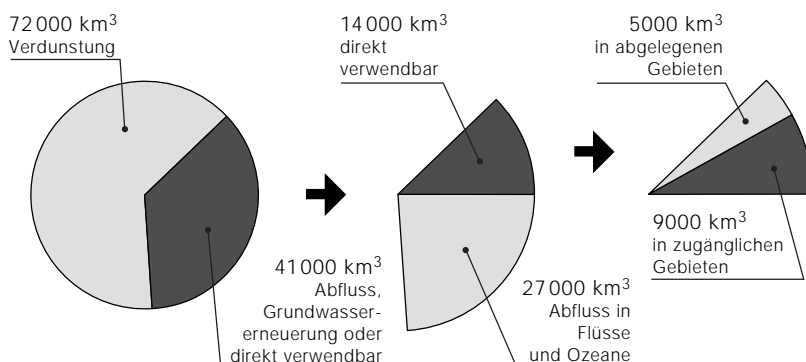 72 000 km³
Verdunstung
14 000 km³
direkt
verwendbar
5000 km³
in abgelegenen
Gebieten
41 000 km³
Abfluss,
Grundwasser-
erneuerung oder
direkt verwendbar
27 000 km³
Abfluss in
Flüsse
und Ozeane
9000 km³
in zugänglichen
Gebieten